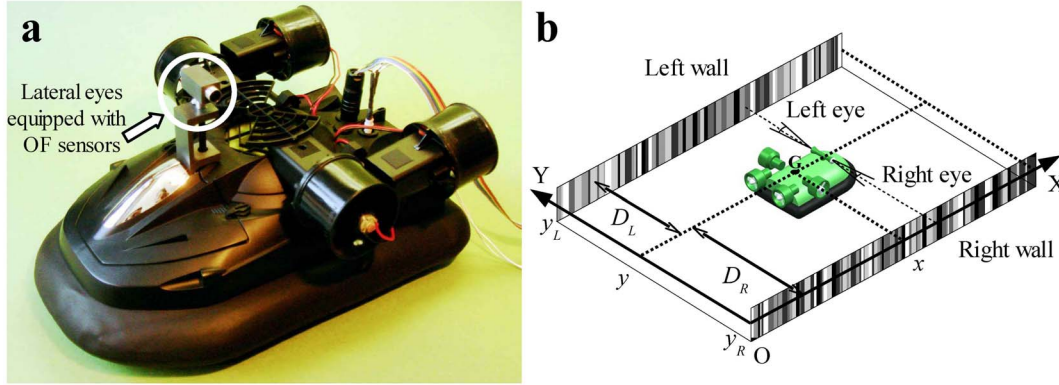 a
Lateral eyes
equipped with
OF sensors
b
Left wall
Left eye
G
Right eye
X
Y
y_L
D_L
Right wall
x
y
D_R
y_R
O